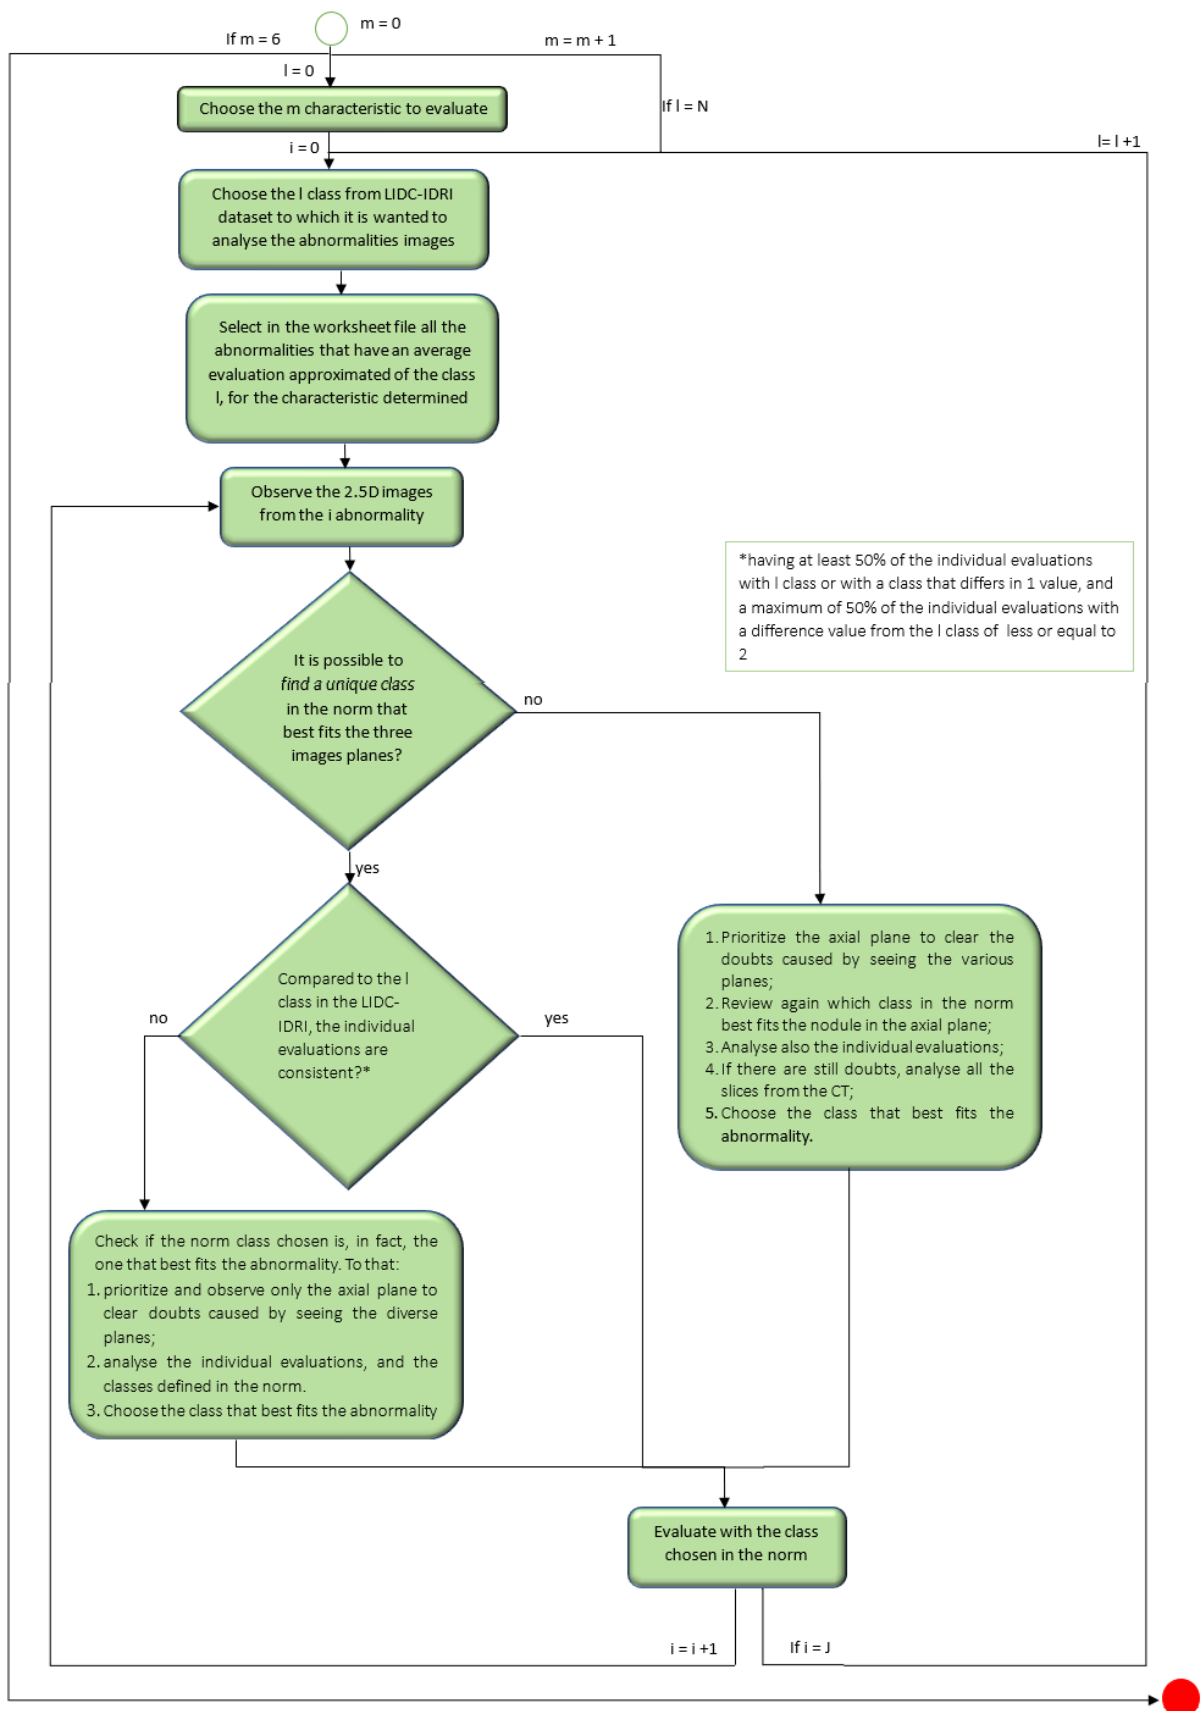 m = 0
If m = 6
m = m + 1
l = 0
Choose the m characteristic to evaluate
If l = N
i = 0
l= l +1
Choose the l class from LIDC-IDRI
dataset to which it is wanted to
analyse the abnormalities images
Select in the worksheet file all the
abnormalities that have an average
evaluation approximated of the class
l, for the characteristic determined
Observe the 2.5D images
from the i abnormality
*having at least 50% of the individual evaluations
with l class or with a class that differs in 1 value, and
a maximum of 50% of the individual evaluations with
a difference value from the l class of less or equal to
2
It is possible to
find a unique class
in the norm that
best fits the three
images planes?
no
yes
Compared to the l
class in the LIDC-
IDRI, the individual
evaluations are
consistent?*
no
yes
1. Prioritize the axial plane to clear the
doubts caused by seeing the various
planes;
2. Review again which class in the norm
best fits the nodule in the axial plane;
3. Analyse also the individual evaluations;
4. If there are still doubts, analyse all the
slices from the CT;
5. Choose the class that best fits the
abnormality.
Check if the norm class chosen is, in fact, the
one that best fits the abnormality. To that:
1. prioritize and observe only the axial plane to
clear doubts caused by seeing the diverse
planes;
2. analyse the individual evaluations, and the
classes defined in the norm.
3. Choose the class that best fits the abnormality
Evaluate with the class
chosen in the norm
i = i +1
If i = J